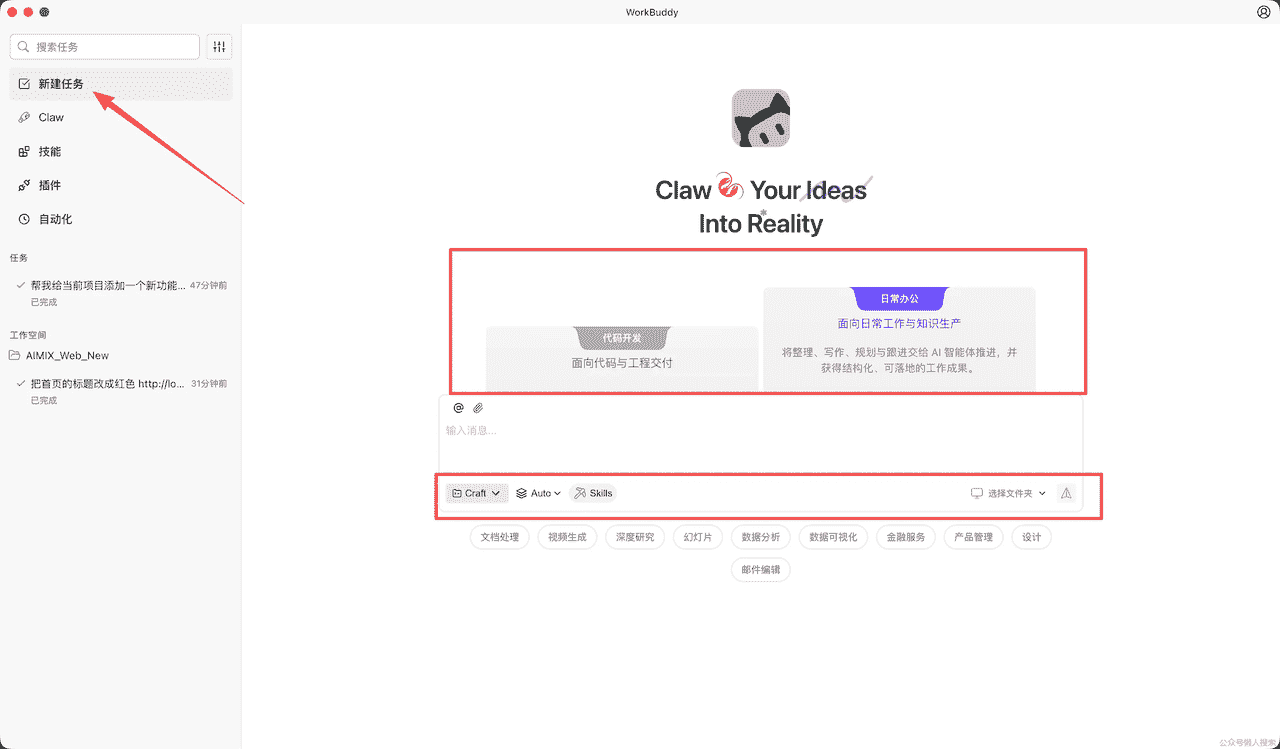 WorkBuddy
搜索任务
新建任务
Claw
技能
插件
自动化
任务
帮我给当前项目添加一个新功能... 47分钟前
已完成
工作空间
AIMIX_Web_New
把首页的标题改成红色 http://lo... 31分钟前
已完成
Claw Your Ideas
Into Reality
代码开发
面向代码与工程交付
日常办公
面向日常工作与知识生产
将整理、写作、规划与跟进交给 AI 智能体推进，并
获得结构化、可落地的工作成果。
@
输入消息...
Craft Auto Skills 选择文件夹
文档处理 视频生成 深度研究 幻灯片 数据分析 数据可视化 金融服务 产品管理 设计
邮件编辑
公众号懒人搜索